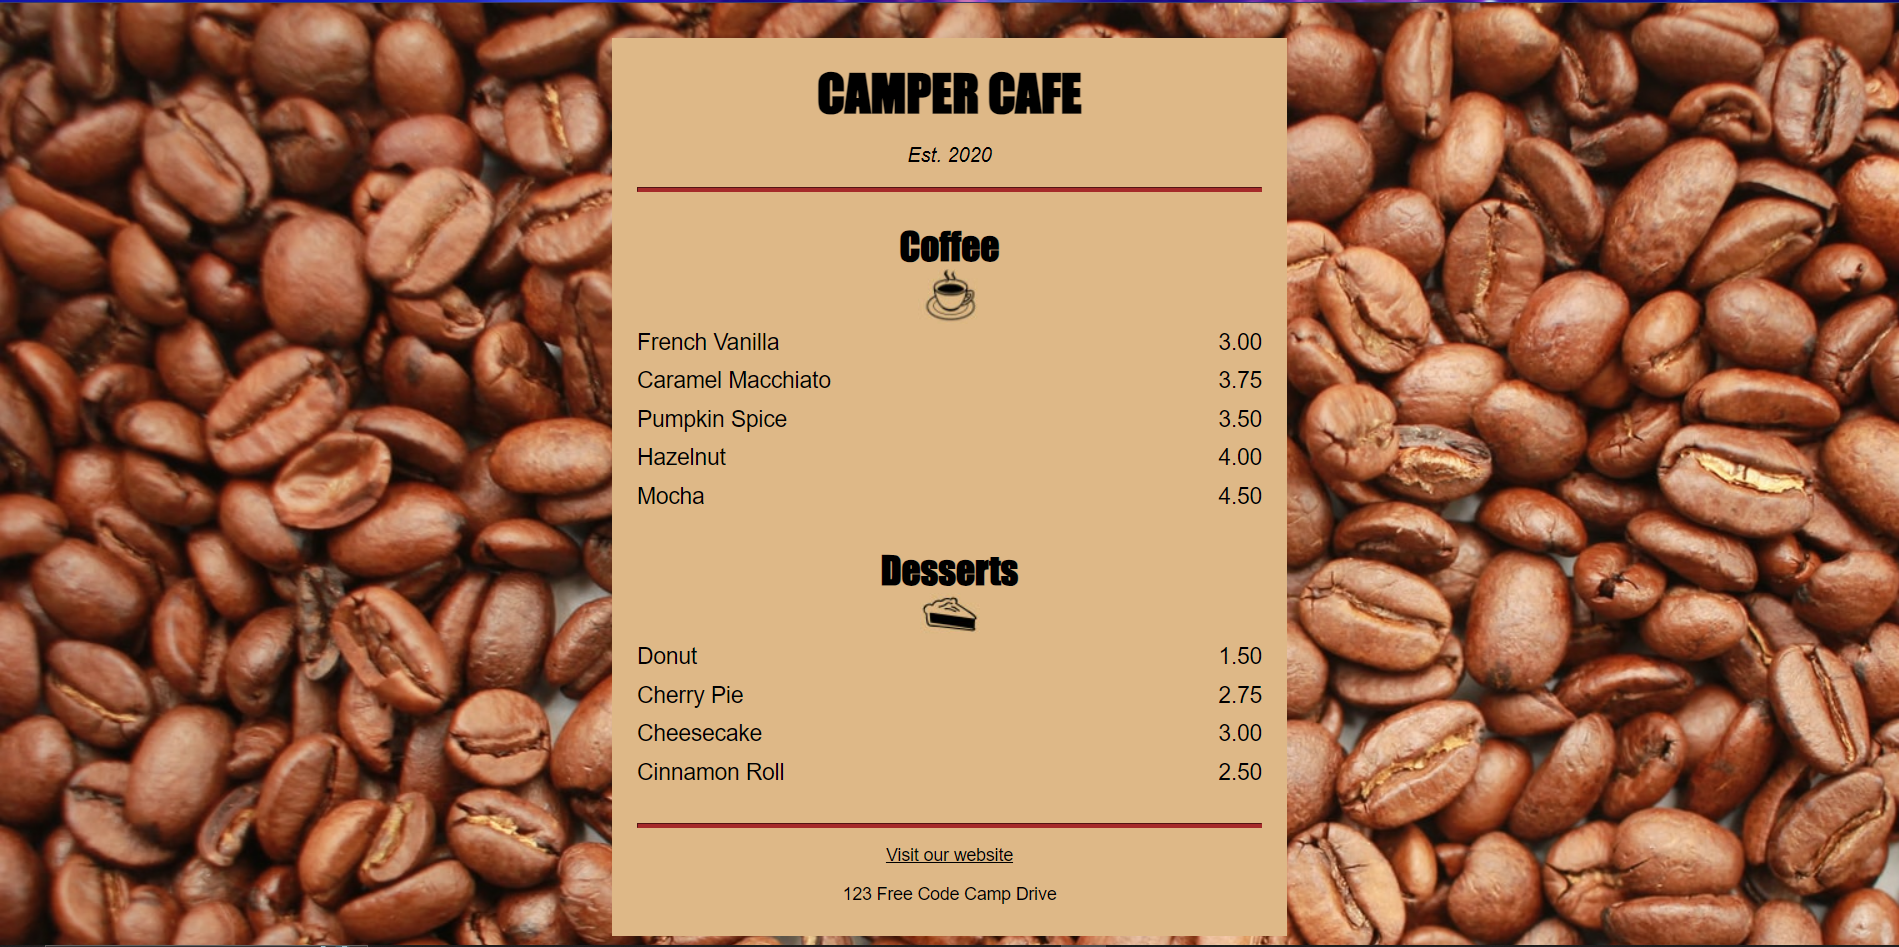 CAMPER CAFE
Est. 2020
Coffee
French Vanilla 3.00
Caramel Macchiato 3.75
Pumpkin Spice 3.50
Hazelnut 4.00
Mocha 4.50
Desserts
Donut 1.50
Cherry Pie 2.75
Cheesecake 3.00
Cinnamon Roll 2.50
Visit our website
123 Free Code Camp Drive